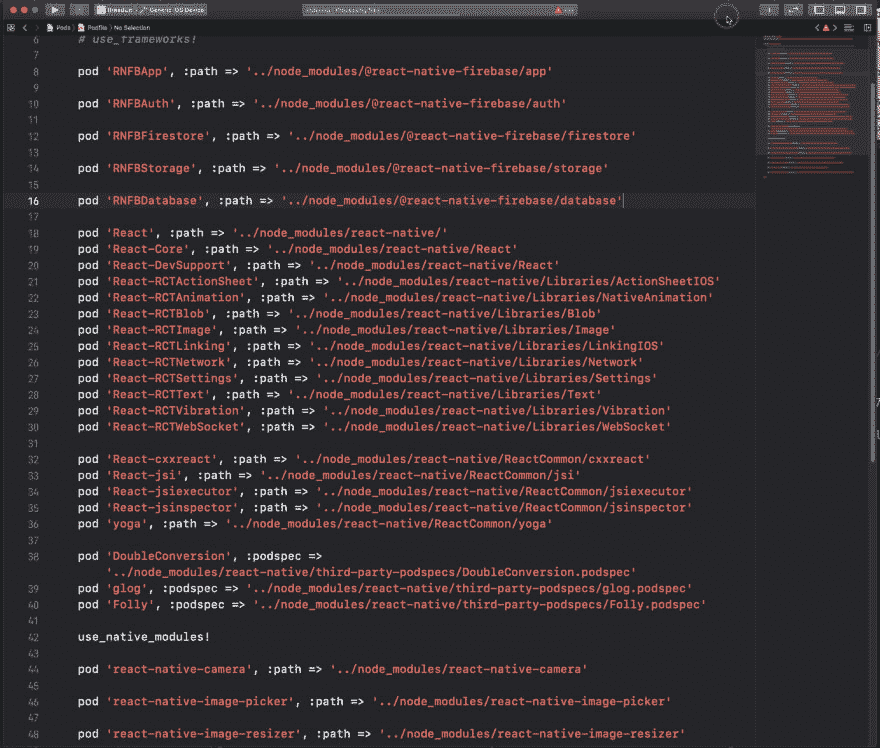 Generic iOS Device
Pods Podfile No Selection
6 # use_frameworks!
7
8 pod 'RNFBApp', :path => '../node_modules/@react-native-firebase/app'
9
10 pod 'RNFBAuth', :path => '../node_modules/@react-native-firebase/auth'
11
12 pod 'RNFBFirestore', :path => '../node_modules/@react-native-firebase/firestore'
13
14 pod 'RNFBStorage', :path => '../node_modules/@react-native-firebase/storage'
15
16 pod 'RNFBDatabase', :path => '../node_modules/@react-native-firebase/database'
17
18 pod 'React', :path => '../node_modules/react-native/'
19 pod 'React-Core', :path => '../node_modules/react-native/React'
20 pod 'React-DevSupport', :path => '../node_modules/react-native/React'
21 pod 'React-RCTActionSheet', :path => '../node_modules/react-native/Libraries/ActionSheetIOS'
22 pod 'React-RCTAnimation', :path => '../node_modules/react-native/Libraries/NativeAnimation'
23 pod 'React-RCTBlob', :path => '../node_modules/react-native/Libraries/Blob'
24 pod 'React-RCTImage', :path => '../node_modules/react-native/Libraries/Image'
25 pod 'React-RCTLinking', :path => '../node_modules/react-native/Libraries/LinkingIOS'
26 pod 'React-RCTNetwork', :path => '../node_modules/react-native/Libraries/Network'
27 pod 'React-RCTSettings', :path => '../node_modules/react-native/Libraries/Settings'
28 pod 'React-RCTText', :path => '../node_modules/react-native/Libraries/Text'
29 pod 'React-RCTVibration', :path => '../node_modules/react-native/Libraries/Vibration'
30 pod 'React-RCTWebSocket', :path => '../node_modules/react-native/Libraries/WebSocket'
31
32 pod 'React-cxxreact', :path => '../node_modules/react-native/ReactCommon/cxxreact'
33 pod 'React-jsi', :path => '../node_modules/react-native/ReactCommon/jsi'
34 pod 'React-jsiexecutor', :path => '../node_modules/react-native/ReactCommon/jsiexecutor'
35 pod 'React-jsinspector', :path => '../node_modules/react-native/ReactCommon/jsinspector'
36 pod 'yoga', :path => '../node_modules/react-native/ReactCommon/yoga'
37
38 pod 'DoubleConversion', :podspec =>
'../node_modules/react-native/third-party-podspecs/DoubleConversion.podspec'
39 pod 'glog', :podspec => '../node_modules/react-native/third-party-podspecs/glog.podspec'
40 pod 'Folly', :podspec => '../node_modules/react-native/third-party-podspecs/Folly.podspec'
41
42 use_native_modules!
43
44 pod 'react-native-camera', :path => '../node_modules/react-native-camera'
45
46 pod 'react-native-image-picker', :path => '../node_modules/react-native-image-picker'
47
48 pod 'react-native-image-resizer', :path => '../node_modules/react-native-image-resizer'